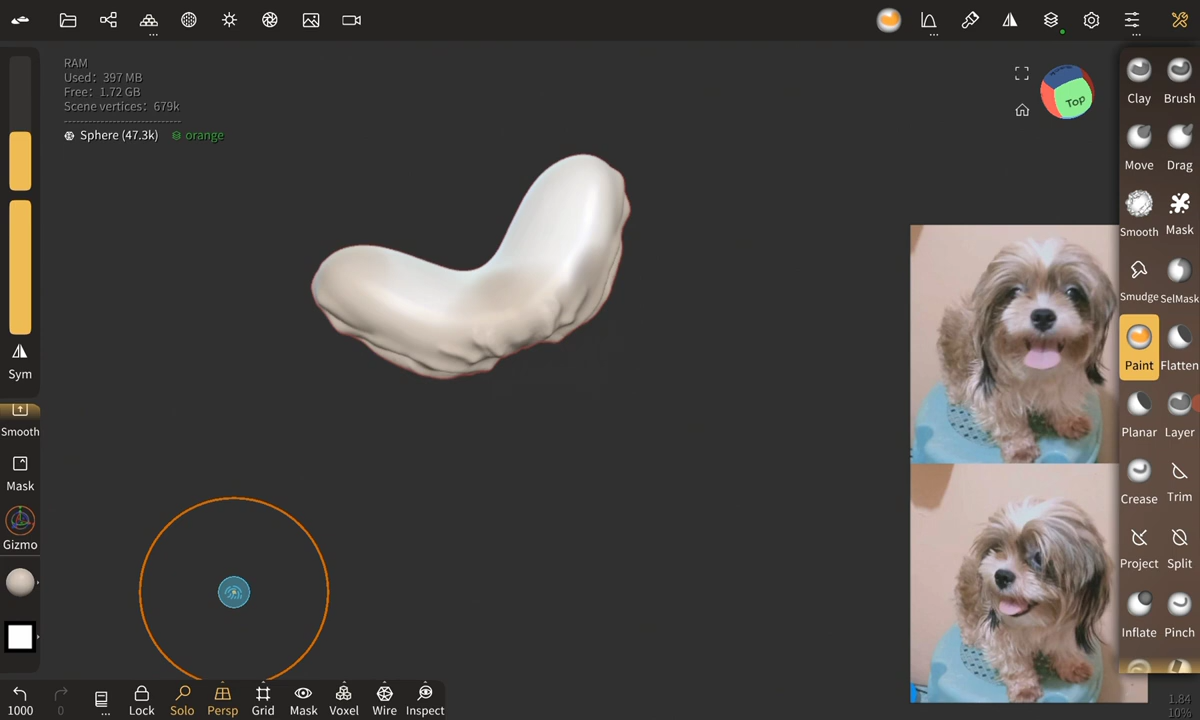 RAM
Used: 397 MB
Free: 1.72 GB
Scene vertices: 679k
Sphere (47.3k) orange
Top
Sym
Smooth
Mask
Gizmo
Clay Brush
Move Drag
Smooth Mask
Smudge SelMask
Paint Flatten
Planar Layer
Crease Trim
Project Split
Inflate Pinch
1000 0 ... Lock Solo Persp Grid Mask Voxel Wire Inspect
1.84
10%